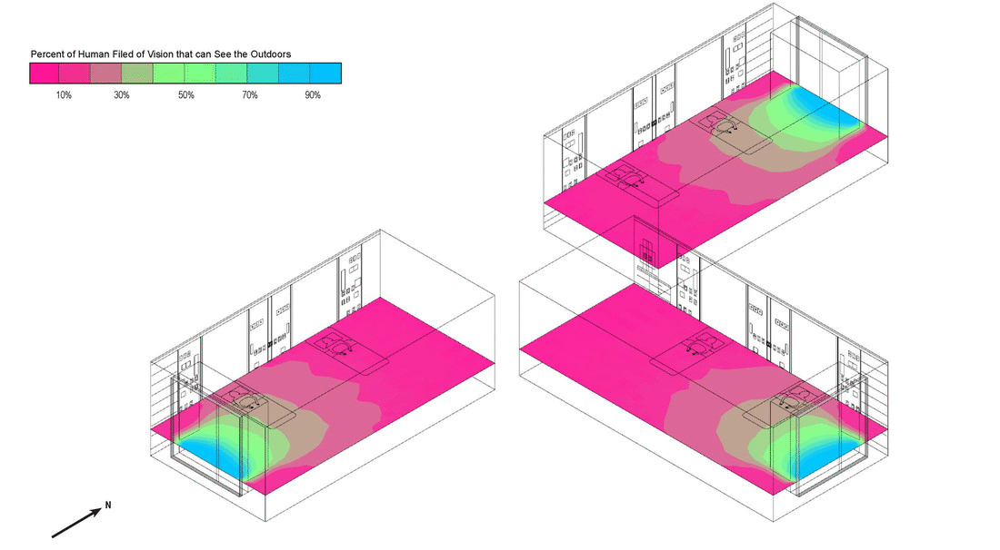 Percent of Human Filed of Vision that can See the Outdoors
10% 30% 50% 70% 90%
N